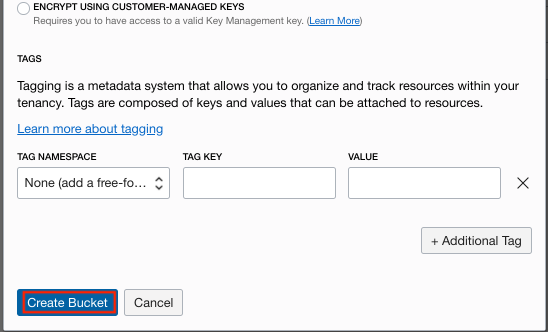 ENCRYPT USING CUSTOMER-MANAGED KEYS
Requires you to have access to a valid Key Management key. (Learn More)
TAGS
Tagging is a metadata system that allows you to organize and track resources within your
tenancy. Tags are composed of keys and values that can be attached to resources.
Learn more about tagging
TAG NAMESPACE TAG KEY VALUE
None (add a free-fo...
+ Additional Tag
Create Bucket Cancel